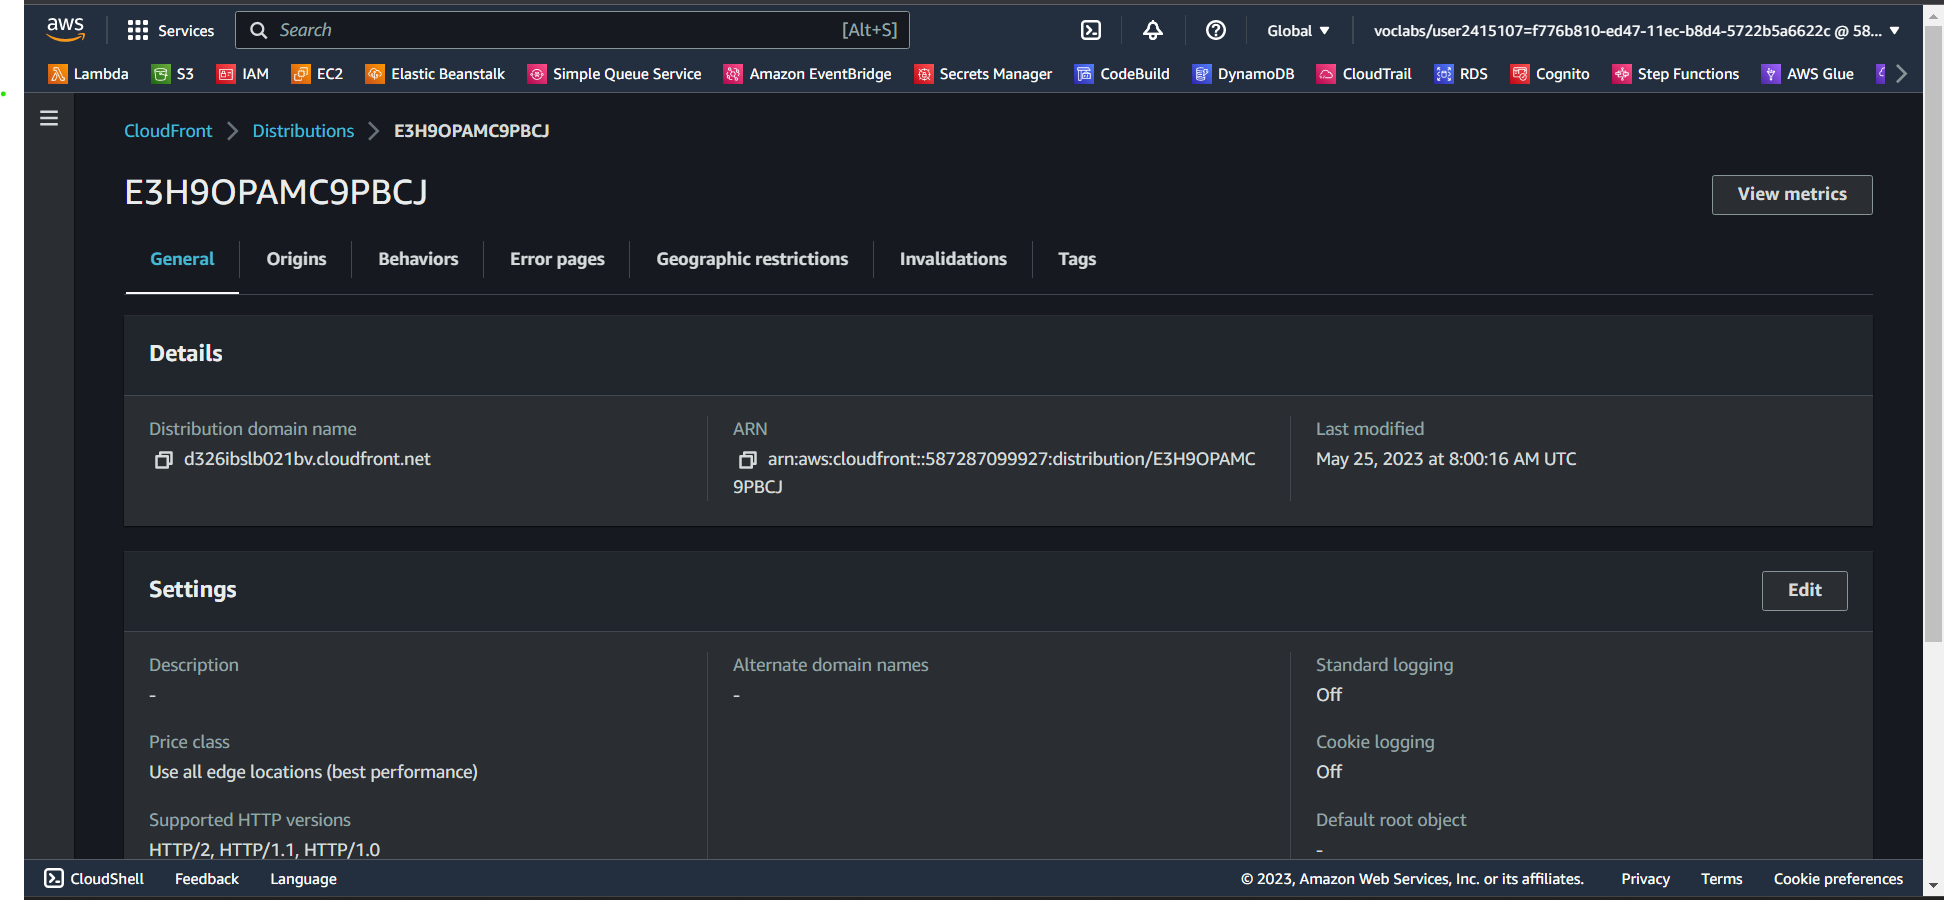 aws Services Search [Alt+S] Global voclabs/user2415107=f776b810-ed47-11ec-b8d4-5722b5a6622c @ 58...
Lambda S3 IAM EC2 Elastic Beanstalk Simple Queue Service Amazon EventBridge Secrets Manager CodeBuild DynamoDB CloudTrail RDS Cognito Step Functions AWS Glue
CloudFront Distributions E3H9OPAMC9PBCJ
E3H9OPAMC9PBCJ
View metrics
General Origins Behaviors Error pages Geographic restrictions Invalidations Tags
Details
Distribution domain name
d326ibslb021bv.cloudfront.net
ARN
arn:aws:cloudfront::587287099927:distribution/E3H9OPAMC
9PBCJ
Last modified
May 25, 2023 at 8:00:16 AM UTC
Settings
Edit
Description
-
Price class
Use all edge locations (best performance)
Supported HTTP versions
HTTP/2, HTTP/1.1, HTTP/1.0
Alternate domain names
-
Standard logging
Off
Cookie logging
Off
Default root object
-
CloudShell Feedback Language © 2023, Amazon Web Services, Inc. or its affiliates. Privacy Terms Cookie preferences